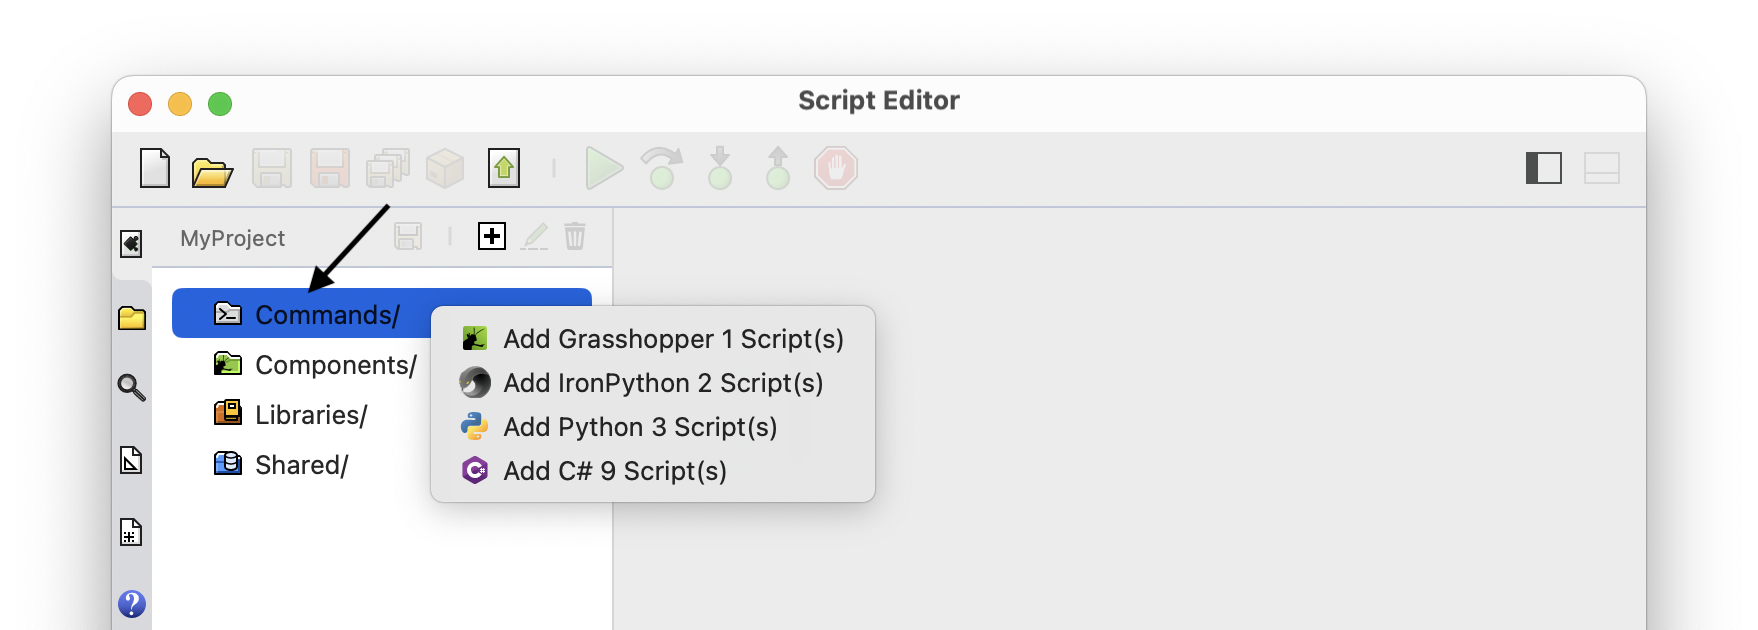 Script Editor
MyProject
Commands/
Components/
Libraries/
Shared/
Add Grasshopper 1 Script(s)
Add IronPython 2 Script(s)
Add Python 3 Script(s)
Add C# 9 Script(s)